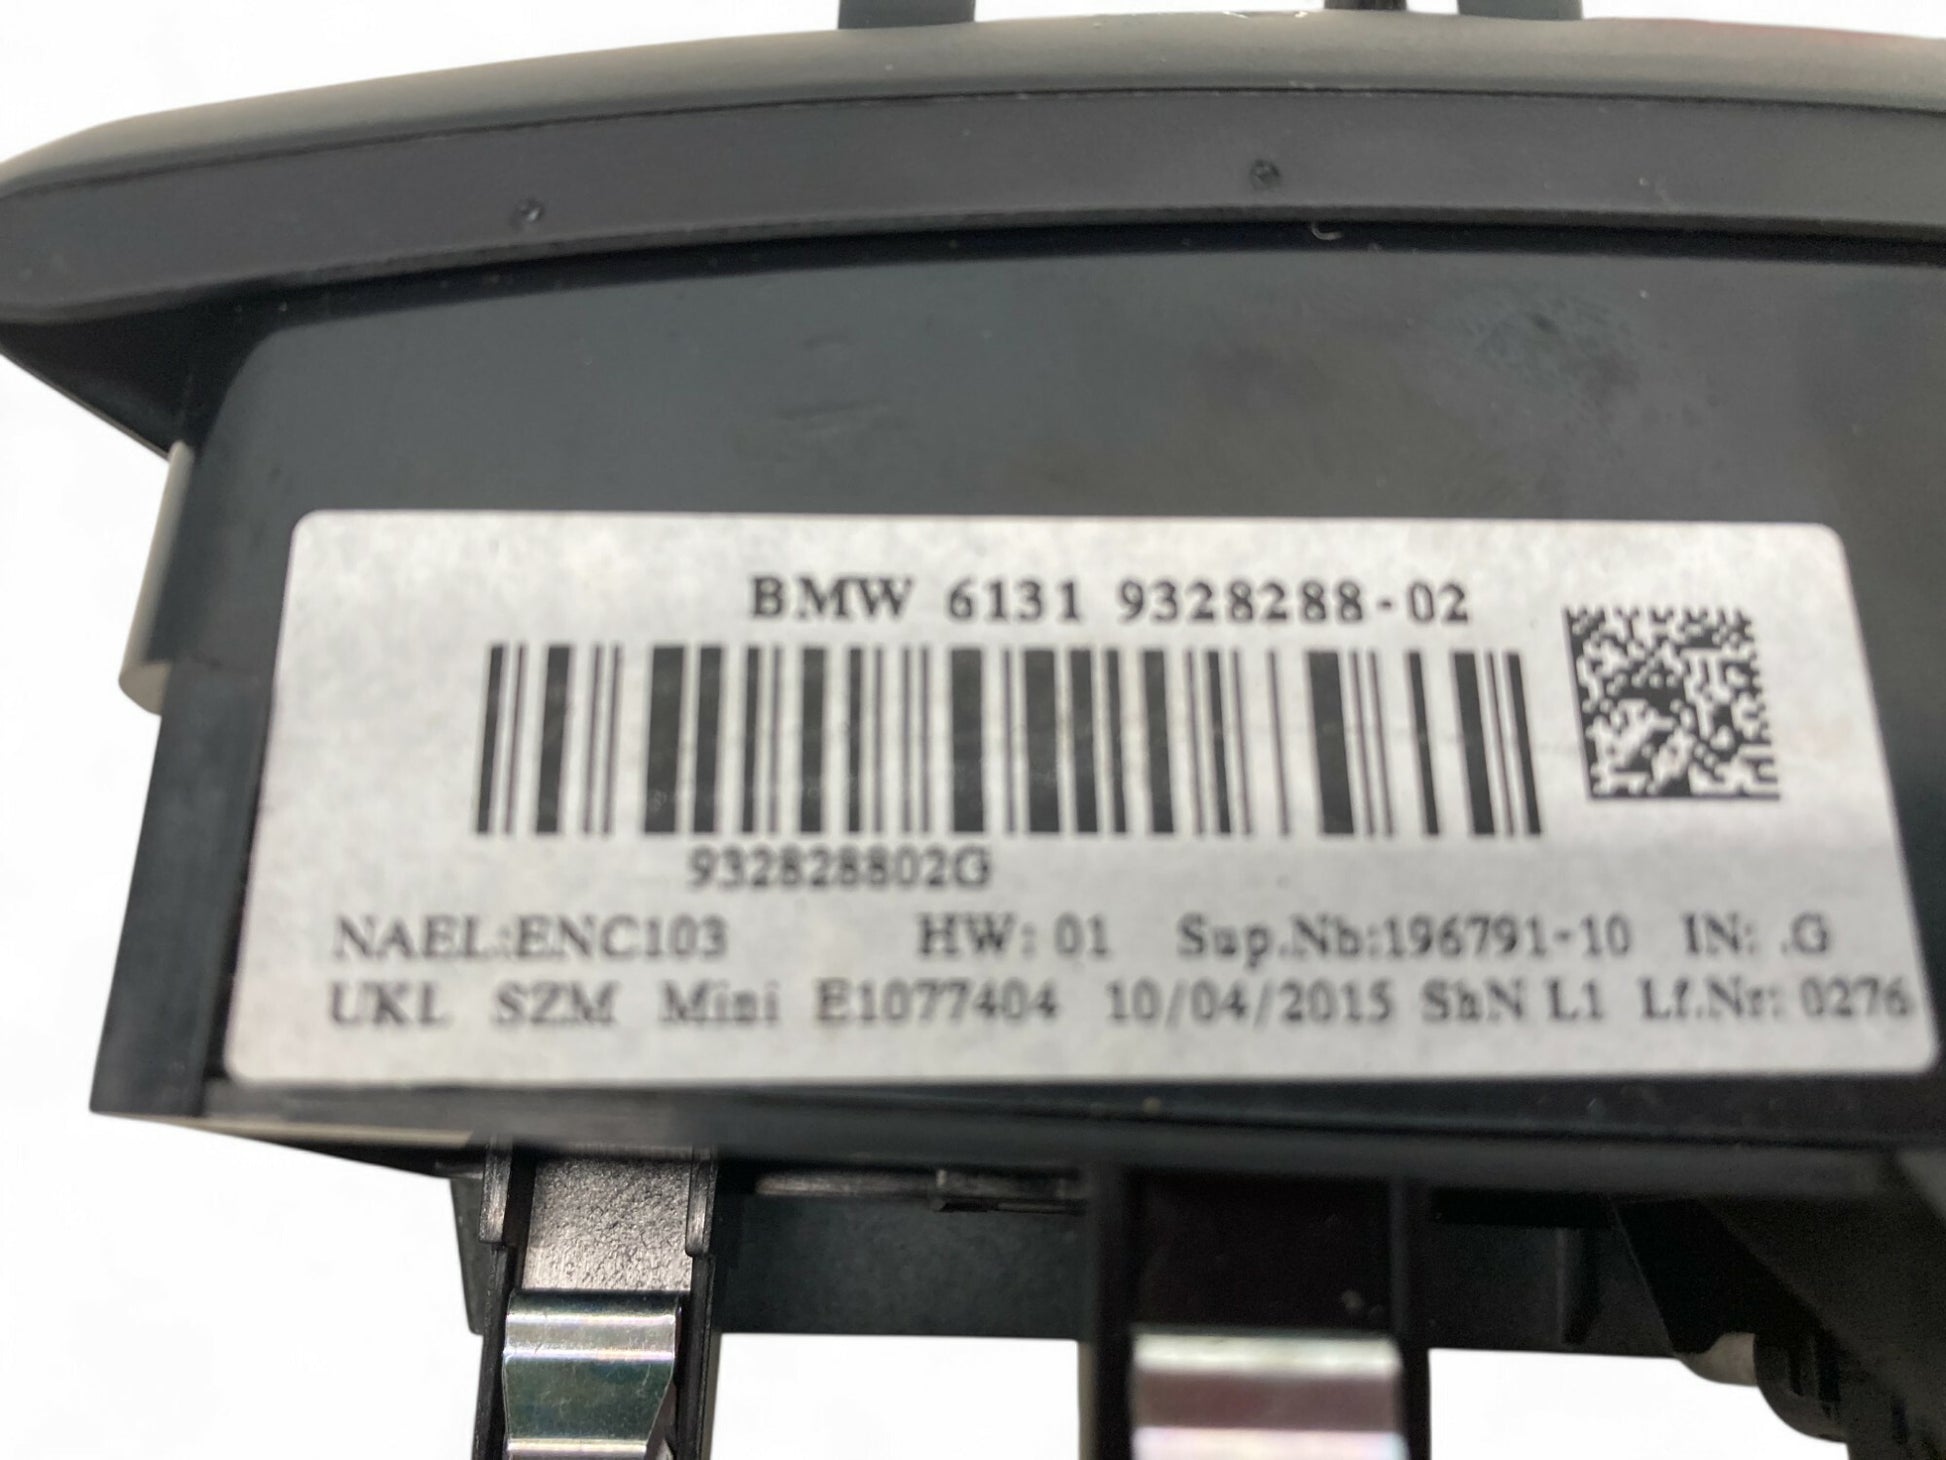 BMW 6131 9328288-02
932828802G
NAEL:ENC103 HW: 01 Sup.Nb:196791-10 IN: .G
UKL SZM Mini E1077404 10/04/2015 ShN L1 Lf.Nr: 0276